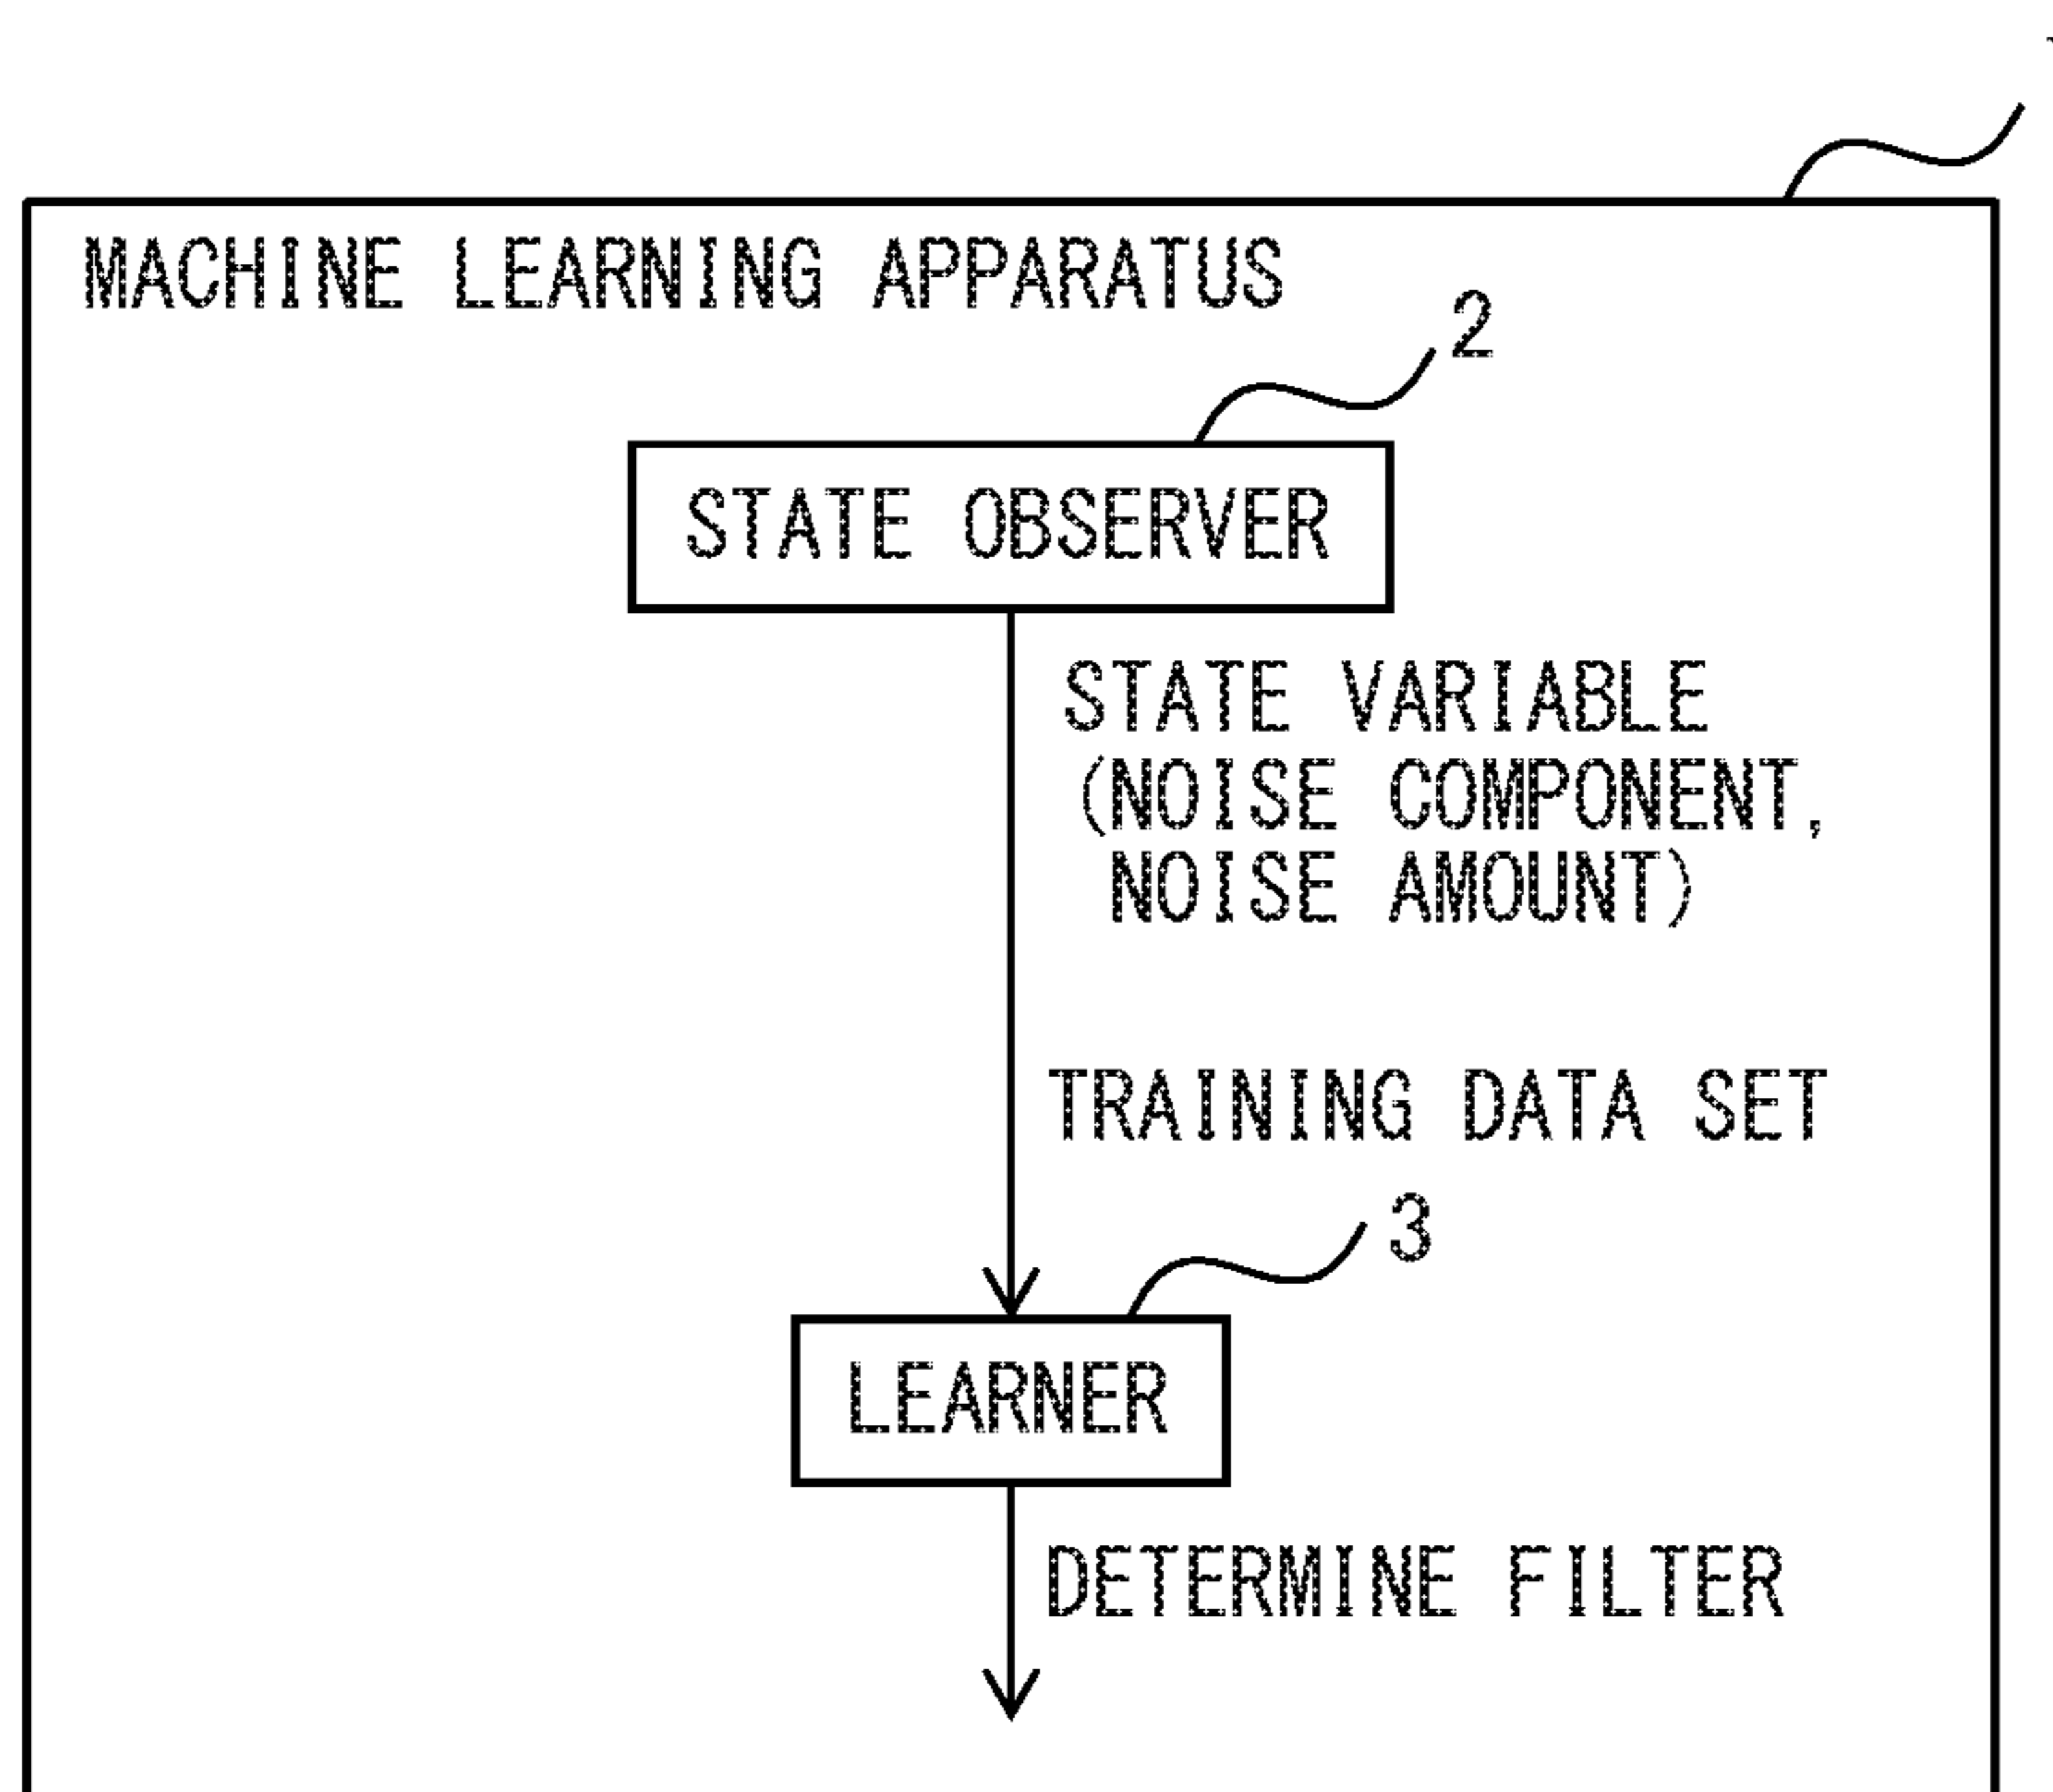 MACHINE LEARNING APPARATUS
2
STATE OBSERVER
STATE VARIABLE
(NOISE COMPONENT,
NOISE AMOUNT)
TRAINING DATA SET
3
LEARNER
DETERMINE FILTER